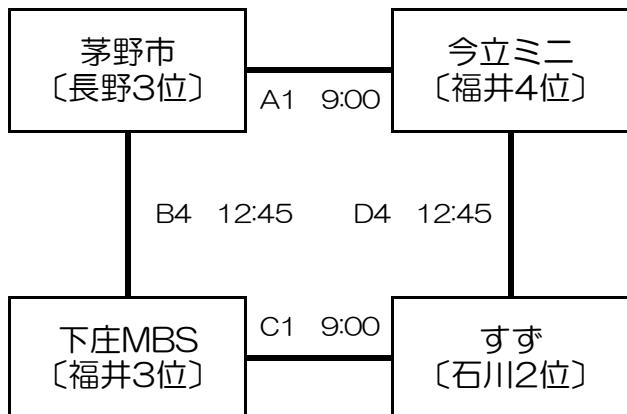 茅野市
〔長野3位〕
今立ミニ
〔福井4位〕
A1 9:00
B4 12:45
D4 12:45
C1 9:00
下庄MBS
〔福井3位〕
すず
〔石川2位〕